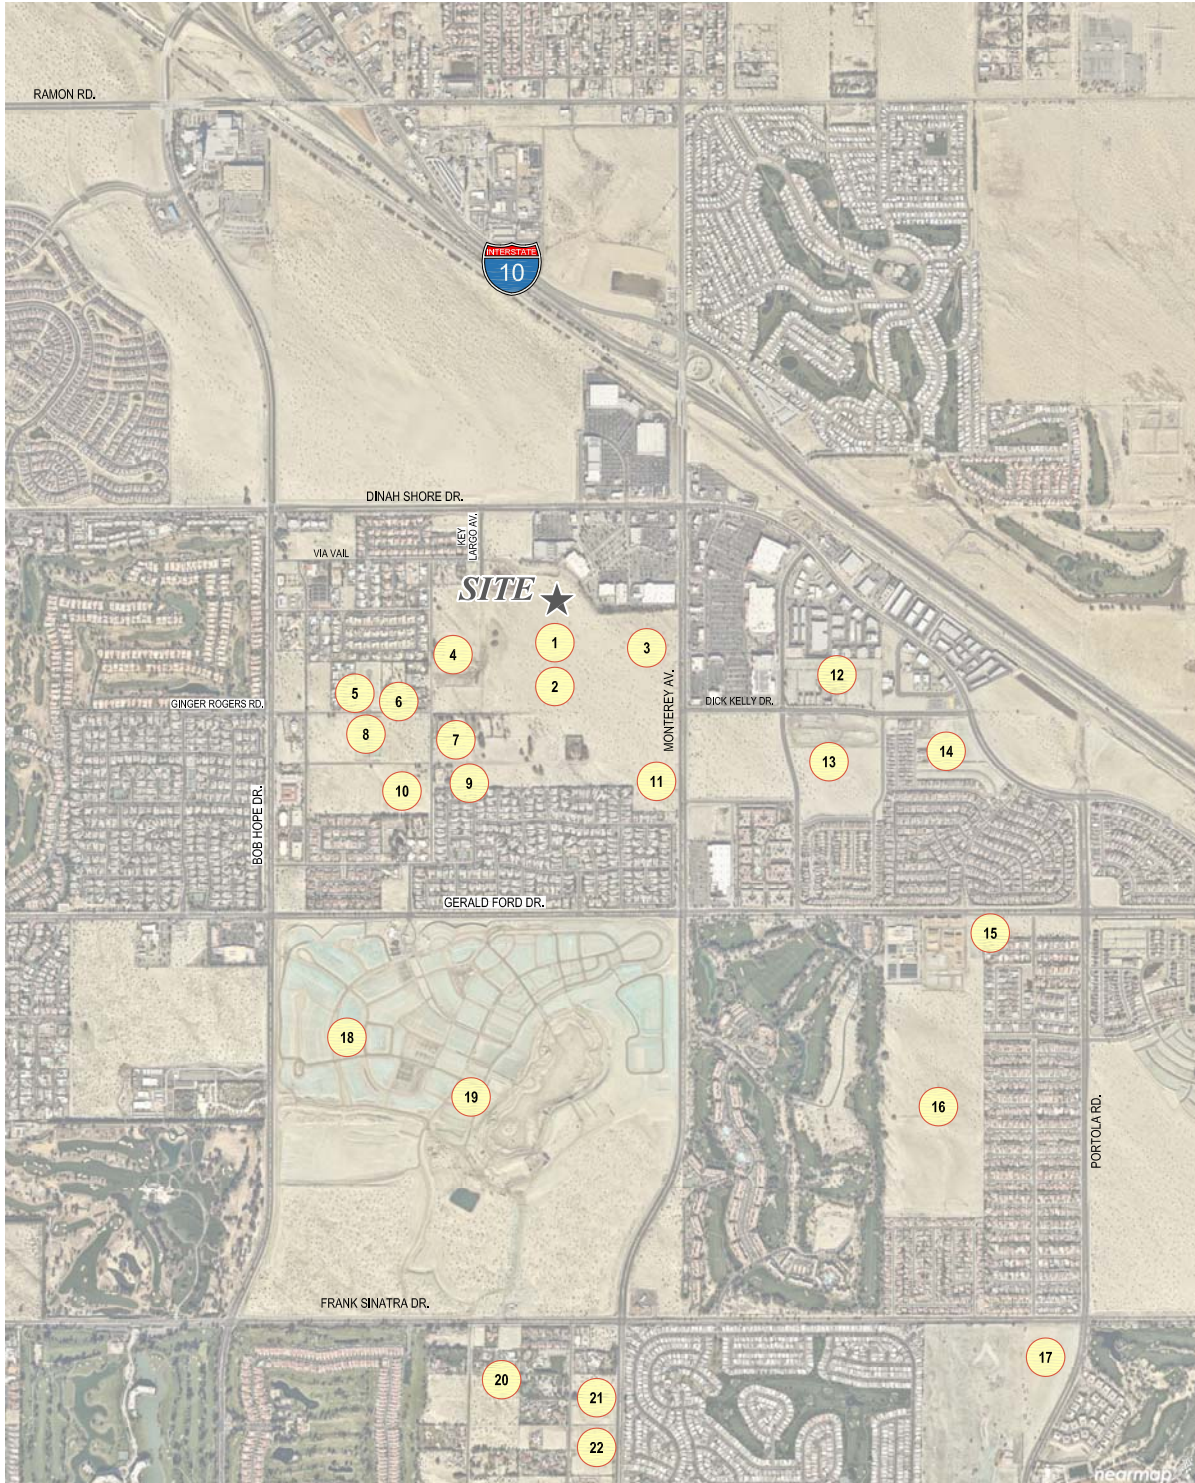 RAMON RD.
INTERSTATE
10
DINAH SHORE DR.
KEY
LARGO AV.
VIA VAIL
SITE
1
3
4
2
12
5
6
GINGER ROGERS RD.
DICK KELLY DR.
MONTEREY AV.
8
7
14
13
11
9
10
BOB HOPE DR.
GERALD FORD DR.
15
18
19
16
PORTOLA RD.
FRANK SINATRA DR.
17
20
21
22
nearmap